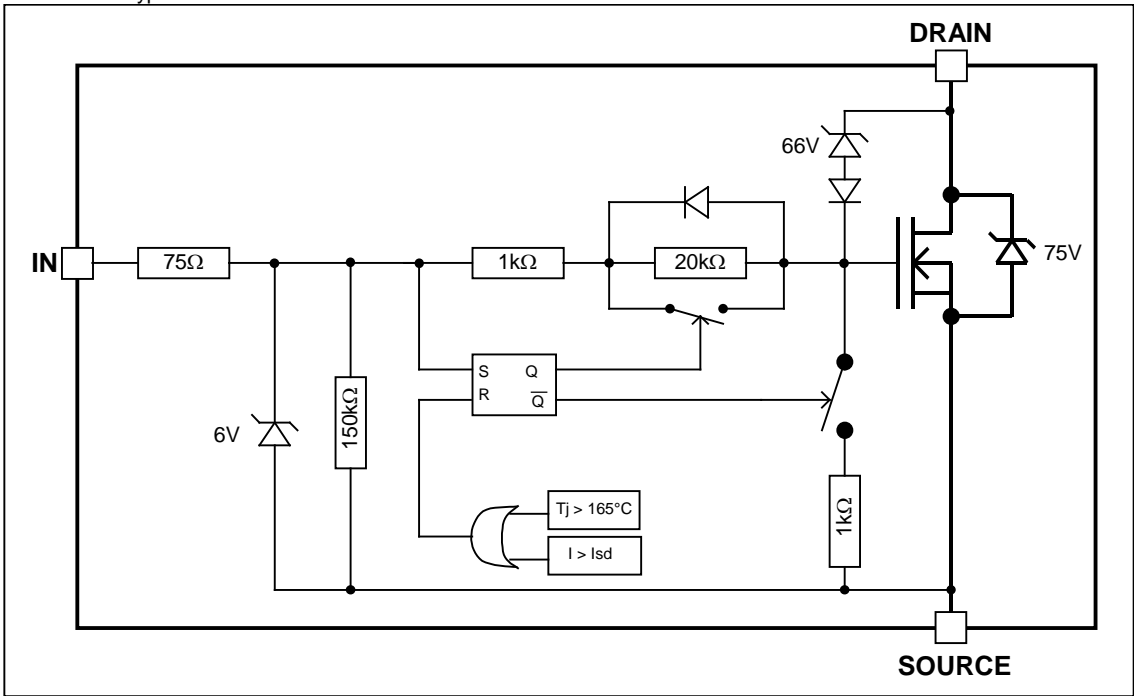 DRAIN
66V
75V
IN
75Ω
1kΩ
20kΩ
S Q
R Q̅
6V
150kΩ
Tj > 165°C
I > Isd
1kΩ
SOURCE